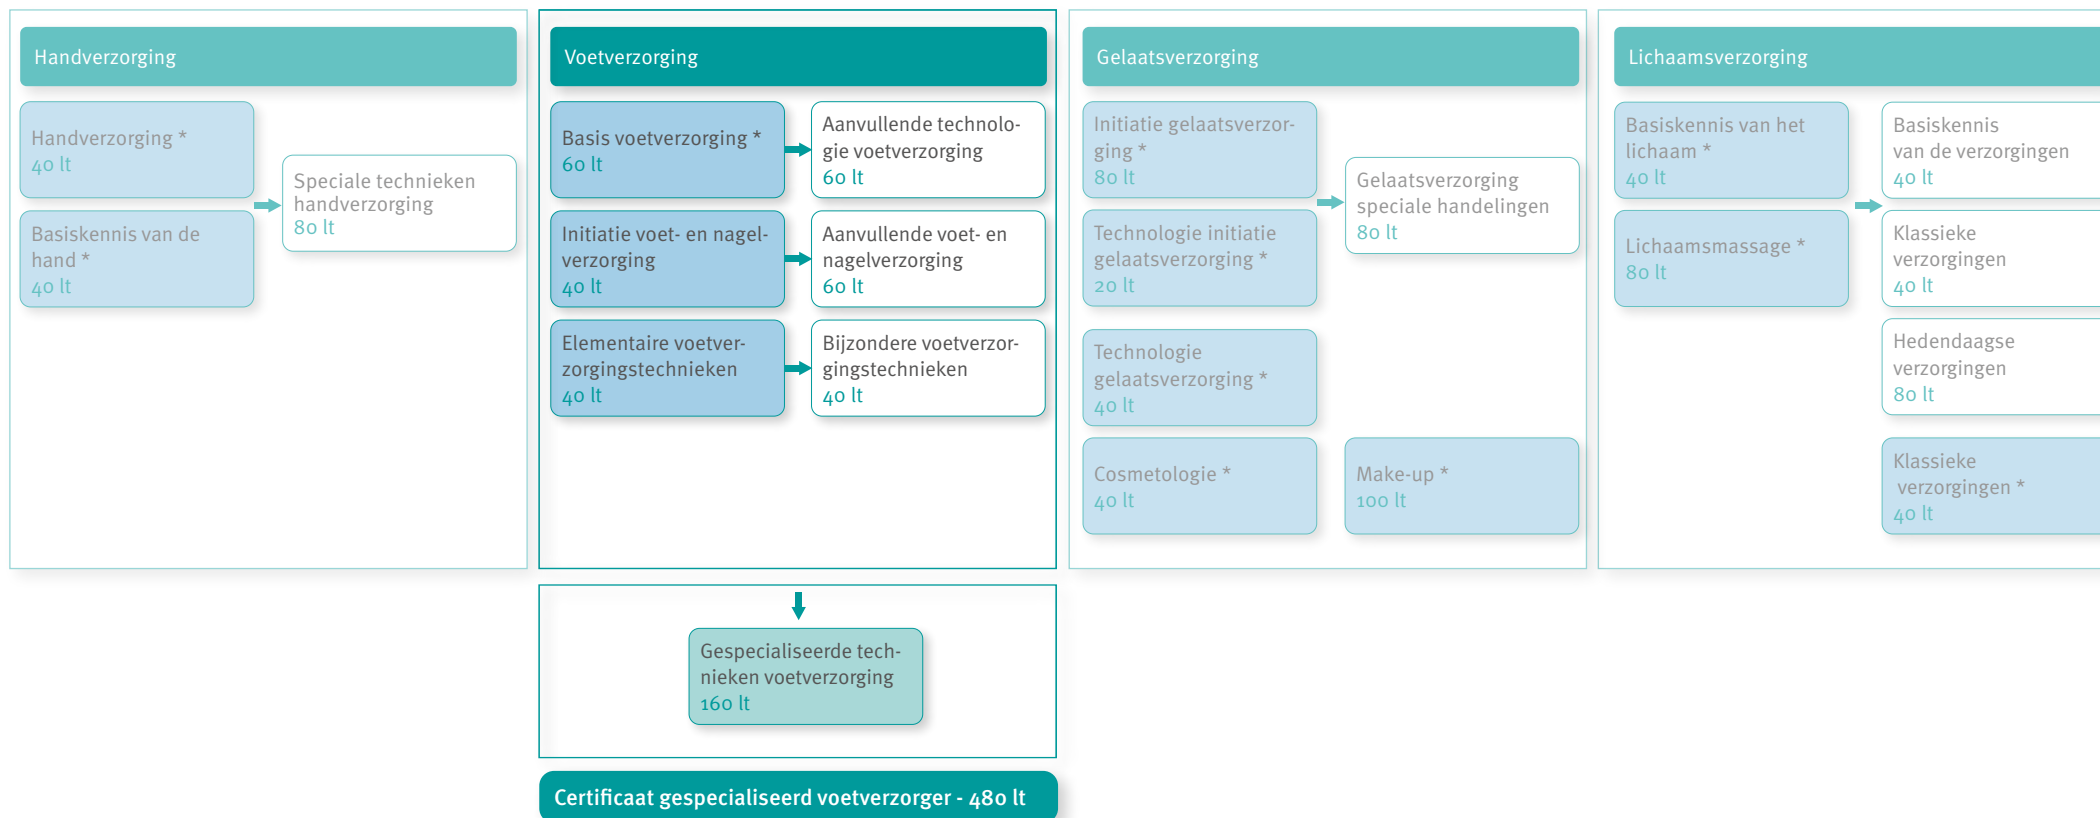 Handverzorging
Handverzorging *
40 lt
Basiskennis van de
hand *
40 lt
Speciale technieken
handverzorging
80 lt
Voetverzorging
Basis voetverzorging *
60 lt
Aanvullende technolo-
gie voetverzorging
60 lt
Initiatie voet- en nagel-
verzorging
40 lt
Aanvullende voet- en
nagelverzorging
60 lt
Elementaire voetver-
zorgingstechnieken
40 lt
Bijzondere voetverzor-
gingstechnieken
40 lt
Gelaatsverzorging
Initiatie gelaatsverzor-
ging *
80 lt
Technologie initiatie
gelaatsverzorging *
20 lt
Gelaatsverzorging
speciale handelingen
80 lt
Technologie
gelaatsverzorging *
40 lt
Cosmetologie *
40 lt
Make-up *
100 lt
Lichaamsverzorging
Basiskennis van het
lichaam *
40 lt
Lichaamsmassage *
80 lt
Basiskennis
van de verzorgingen
40 lt
Klassieke
verzorgingen
40 lt
Hedendaagse
verzorgingen
80 lt
Klassieke
verzorgingen *
40 lt
Gespecialiseerde tech-
nieken voetverzorging
160 lt
Certificaat gespecialiseerd voetverzorger - 480 lt